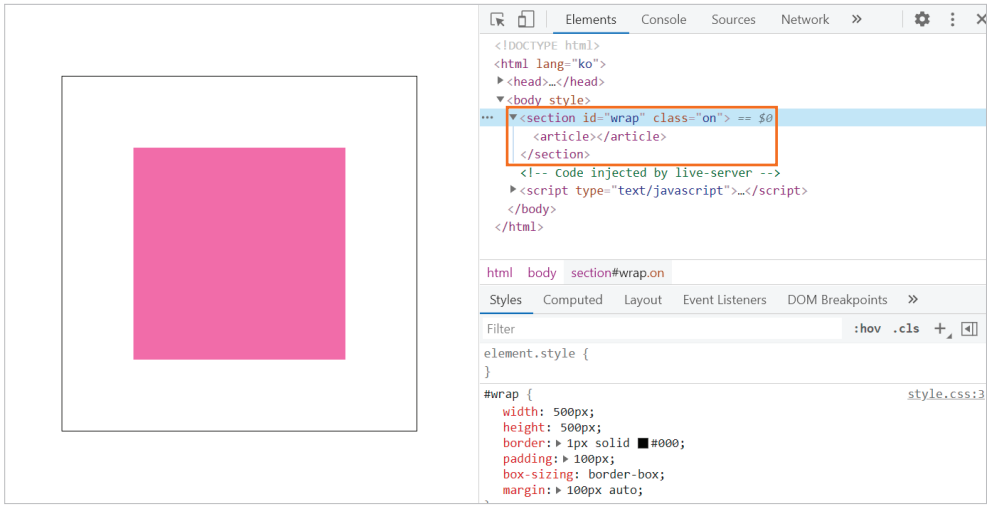 Elements Console Sources Network »
<!DOCTYPE html>
<html lang="ko">
<head>…</head>
<body style>
<section id="wrap" class="on"> == $0
<article></article>
</section>
<!-- Code injected by live-server -->
<script type="text/javascript">…</script>
</body>
</html>
html body section#wrap.on
Styles Computed Layout Event Listeners DOM Breakpoints »
Filter :hov .cls +
element.style {
}
#wrap { style.css:3
width: 500px;
height: 500px;
border: 1px solid #000;
padding: 100px;
box-sizing: border-box;
margin: 100px auto;